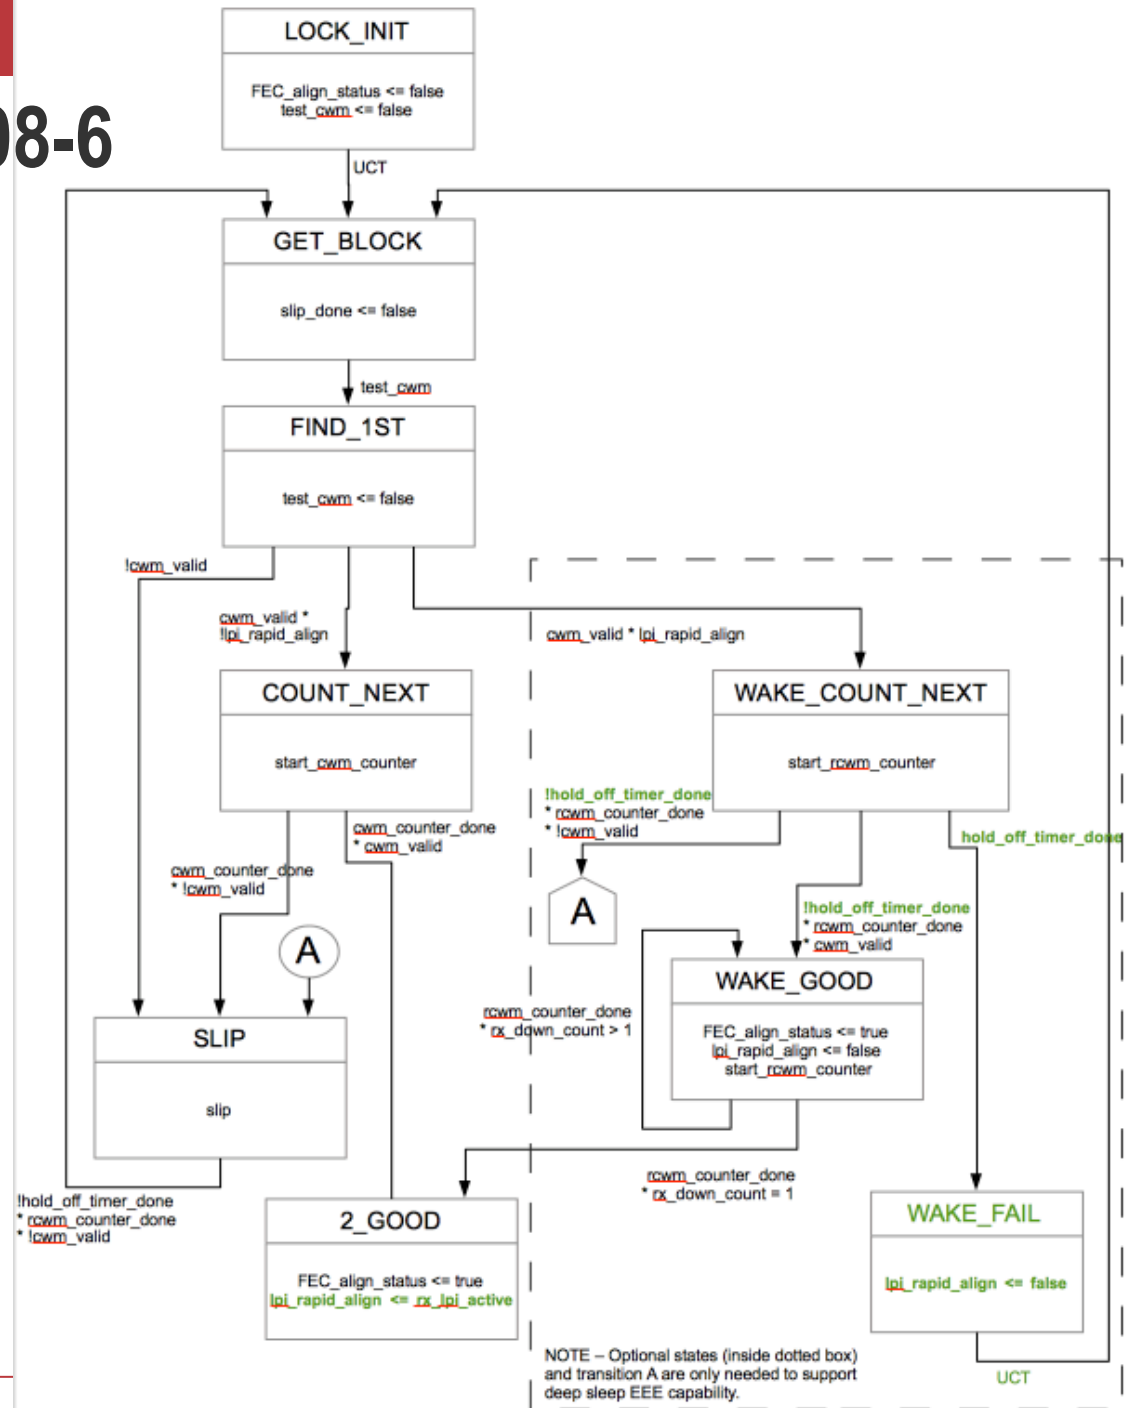 LOCK_INIT
FEC_align_status <= false
test_cwm <= false
8-6
UCT
GET_BLOCK
slip_done <= false
test_cwm
FIND_1ST
test_cwm <= false
!cwm_valid
cwm_valid *
!lpi_rapid_align
cwm_valid * lpi_rapid_align
COUNT_NEXT
start_cwm_counter
WAKE_COUNT_NEXT
start_rcwm_counter
!hold_off_timer_done
* rcwm_counter_done
* !cwm_valid
hold_off_timer_done
cwm_counter_done
* cwm_valid
cwm_counter_done
* !cwm_valid
A
A
!hold_off_timer_done
* rcwm_counter_done
* cwm_valid
WAKE_GOOD
FEC_align_status <= true
lpi_rapid_align <= false
start_rcwm_counter
rcwm_counter_done
* rx_down_count > 1
SLIP
slip
rcwm_counter_done
* rx_down_count = 1
!hold_off_timer_done
* rcwm_counter_done
* !cwm_valid
2_GOOD
FEC_align_status <= true
lpi_rapid_align <= rx_lpi_active
WAKE_FAIL
lpi_rapid_align <= false
UCT
NOTE – Optional states (inside dotted box)
and transition A are only needed to support
deep sleep EEE capability.